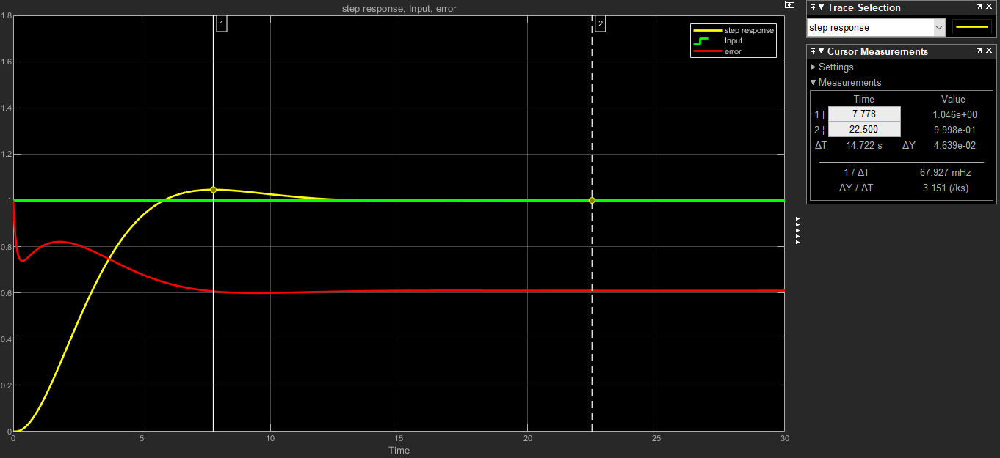 step response, Input, error
1.8
1.6
1.4
1.2
1
0.8
0.6
0.4
0.2
0
0
5
10
15
20
25
30
Time
1
2
step response
Input
error
Trace Selection
step response
Cursor Measurements
Settings
Measurements
Time Value
1 | 7.778 1.046e+00
2 ¦ 22.500 9.998e-01
ΔT 14.722 s ΔY 4.639e-02
1 / ΔT 67.927 mHz
ΔY / ΔT 3.151 (/ks)